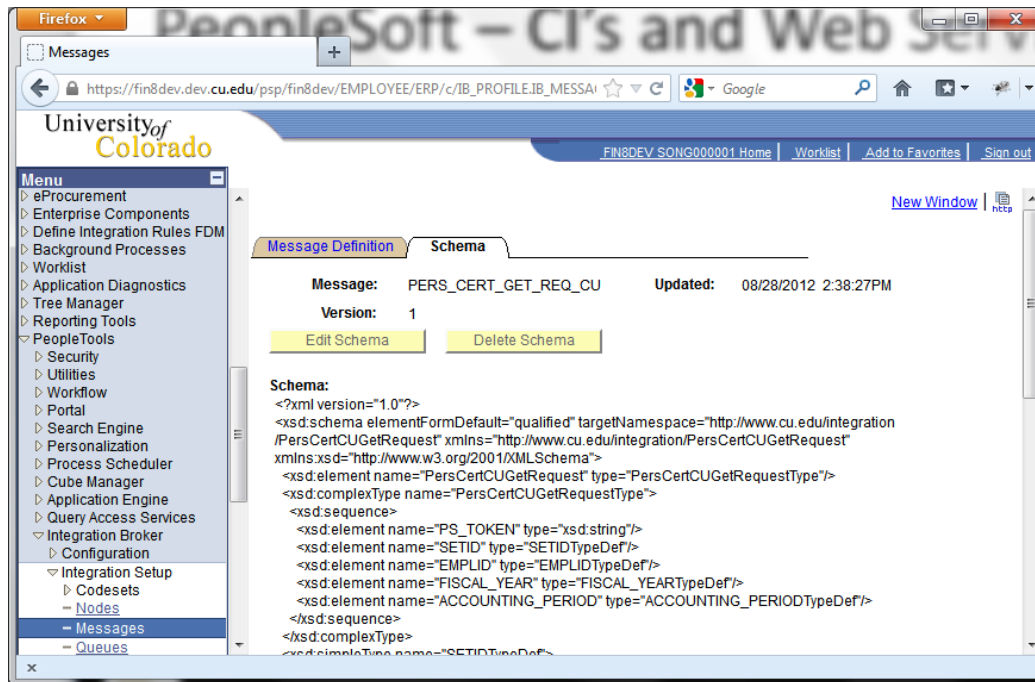 PeopleSoft – CI's and Web Serv
Firefox
Messages
https://fin8dev.dev.cu.edu/psp/fin8dev/EMPLOYEE/ERP/c/IB_PROFILE.IB_MESSA
Google
University of
Colorado
FIN8DEV SONG000001 Home | Worklist | Add to Favorites | Sign out
Menu
eProcurement
Enterprise Components
Define Integration Rules FDM
Background Processes
Worklist
Application Diagnostics
Tree Manager
Reporting Tools
PeopleTools
Security
Utilities
Workflow
Portal
Search Engine
Personalization
Process Scheduler
Cube Manager
Application Engine
Query Access Services
Integration Broker
Configuration
Integration Setup
Codesets
Nodes
Messages
Queues
New Window | http
Message Definition Schema
Message: PERS_CERT_GET_REQ_CU Updated: 08/28/2012 2:38:27PM
Version: 1
Edit Schema Delete Schema
Schema:
<?xml version="1.0"?>
<xsd:schema elementFormDefault="qualified" targetNamespace="http://www.cu.edu/integration
/PersCertCUGetRequest" xmlns="http://www.cu.edu/integration/PersCertCUGetRequest"
xmlns:xsd="http://www.w3.org/2001/XMLSchema">
<xsd:element name="PersCertCUGetRequest" type="PersCertCUGetRequestType"/>
<xsd:complexType name="PersCertCUGetRequestType">
<xsd:sequence>
<xsd:element name="PS_TOKEN" type="xsd:string"/>
<xsd:element name="SETID" type="SETIDTypeDef"/>
<xsd:element name="EMPLID" type="EMPLIDTypeDef"/>
<xsd:element name="FISCAL_YEAR" type="FISCAL_YEARTypeDef"/>
<xsd:element name="ACCOUNTING_PERIOD" type="ACCOUNTING_PERIODTypeDef"/>
</xsd:sequence>
</xsd:complexType>
<xsd:simpleType name="SETIDTypeDef">